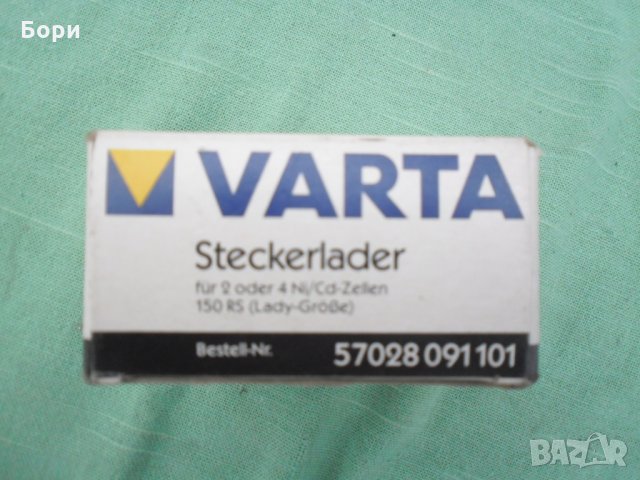 Бори
VARTA
Steckerlader
für 2 oder 4 Ni/Cd-Zellen
150 RS (Lady-Größe)
Bestell-Nr. 57028 091 101
BAZAR